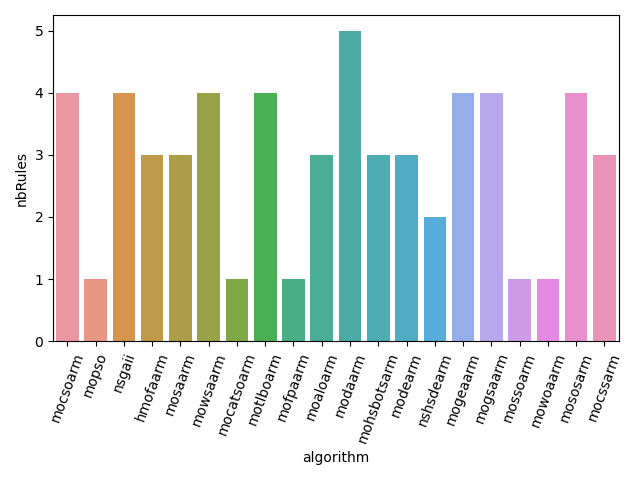 5
4
3
2
1
0
nbRules
mocsoarm
mopso
nsgaii
hmofaarm
mosaarm
mowsaarm
mocatsoarm
motlboarm
mofpaarm
moaloarm
modaarm
mohsbotsarm
modearm
nshsdearm
mogeaarm
mogsaarm
mossoarm
mowoaarm
mososarm
mocssarm
algorithm